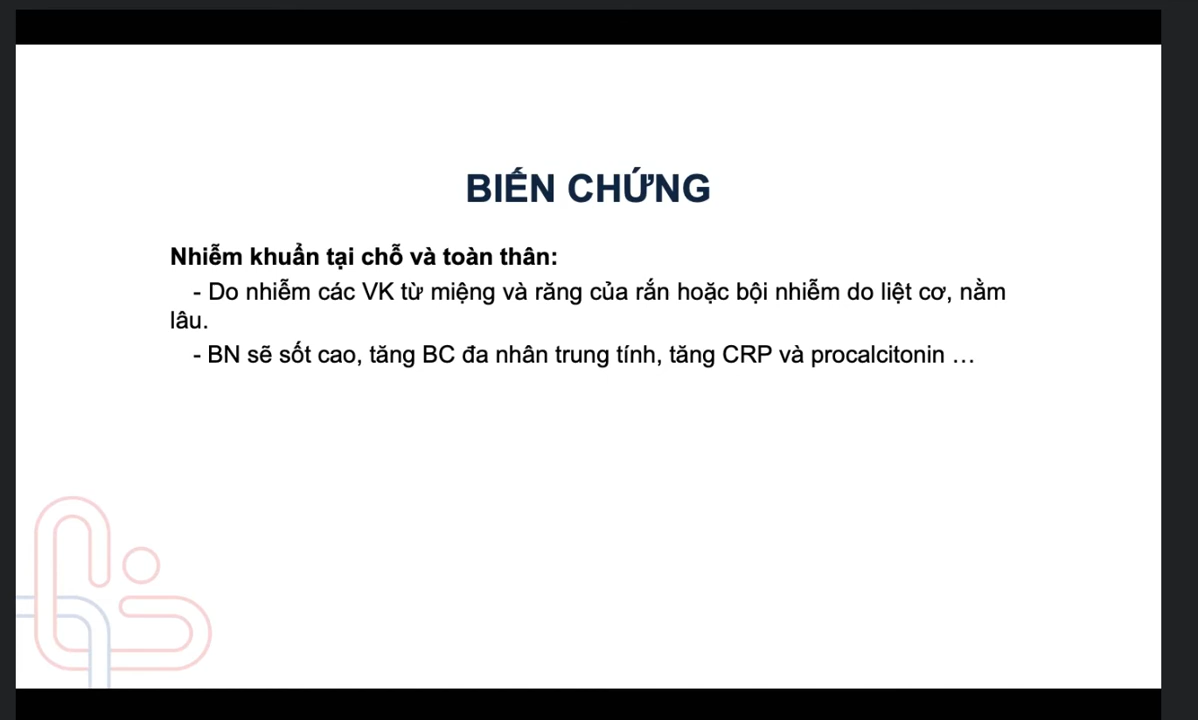 BIẾN CHỨNG
Nhiễm khuẩn tại chỗ và toàn thân:
- Do nhiễm các VK từ miệng và răng của rắn hoặc bội nhiễm do liệt cơ, nằm
lâu.
- BN sẽ sốt cao, tăng BC đa nhân trung tính, tăng CRP và procalcitonin …